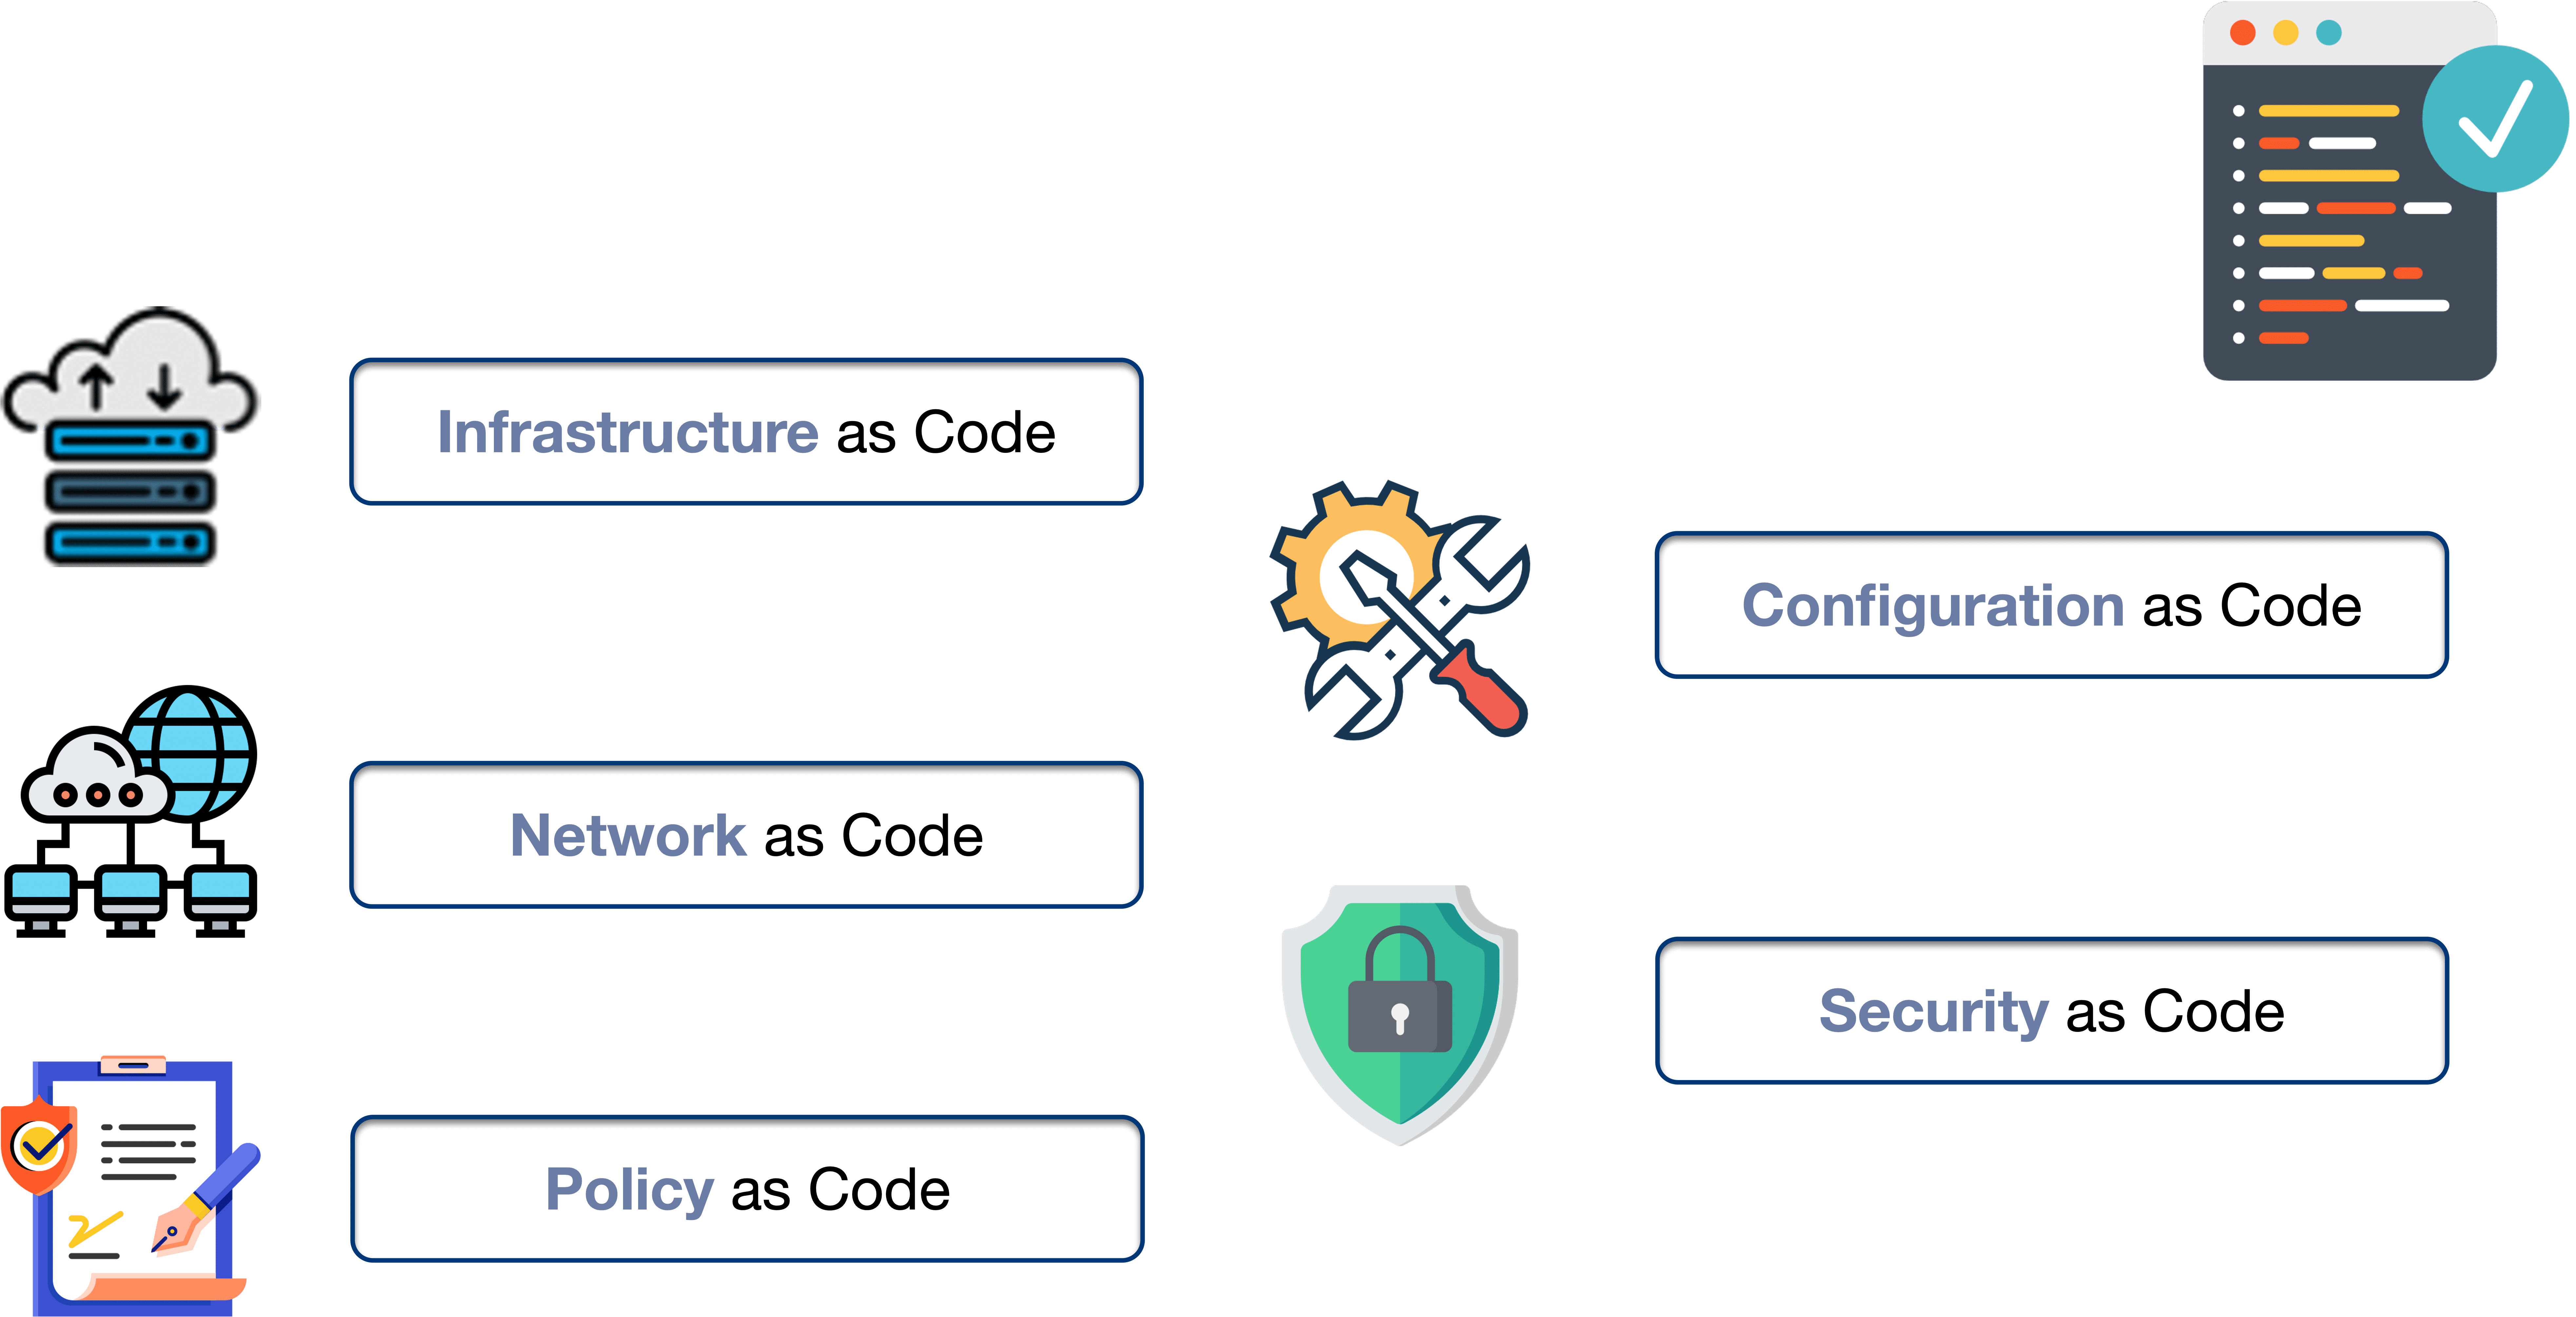 Infrastructure as Code
Configuration as Code
Network as Code
Security as Code
Policy as Code